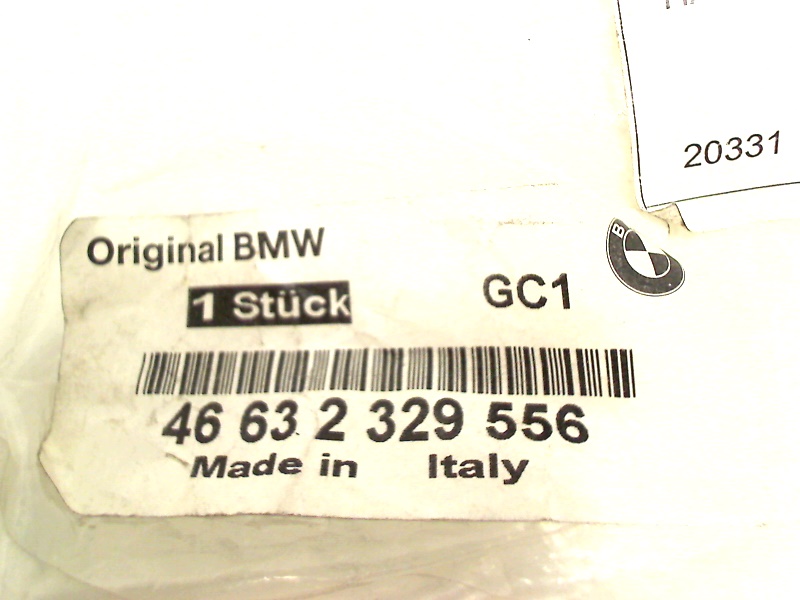 20331
Original BMW
1 Stück
GC1
B
46 63 2 329 556
Made in Italy